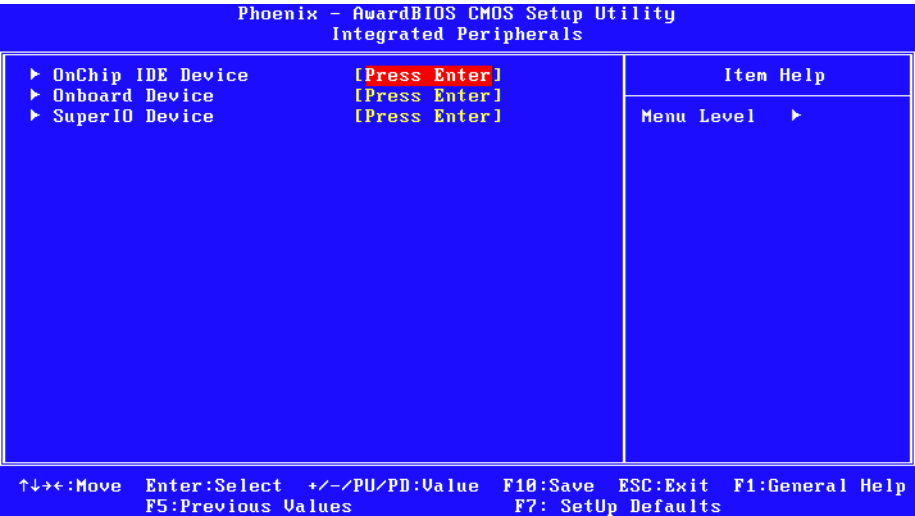 Phoenix - AwardBIOS CMOS Setup Utility
Integrated Peripherals
▶ OnChip IDE Device [Press Enter]
▶ Onboard Device [Press Enter]
▶ SuperIO Device [Press Enter]
Item Help
Menu Level ▶
↑↓→←:Move Enter:Select +/-/PU/PD:Value F10:Save ESC:Exit F1:General Help
F5:Previous Values F7: SetUp Defaults